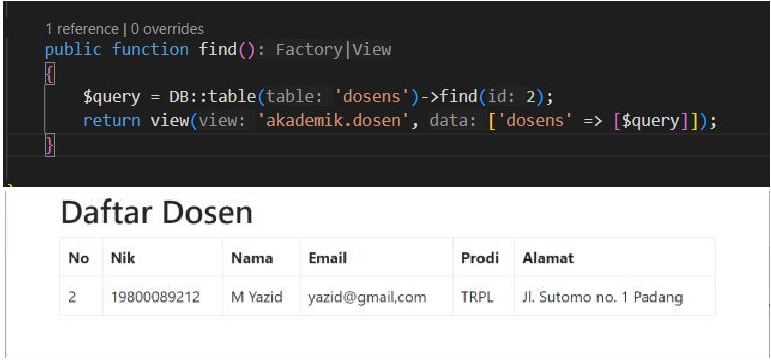 1 reference | 0 overrides
public function find(): Factory|View
{
$query = DB::table(table: 'dosens')->find(id: 2);
return view(view: 'akademik.dosen', data: ['dosens' => [$query]]);
}
Daftar Dosen
No Nik Nama Email Prodi Alamat
2 19800089212 M Yazid yazid@gmail,com TRPL Jl. Sutomo no. 1 Padang